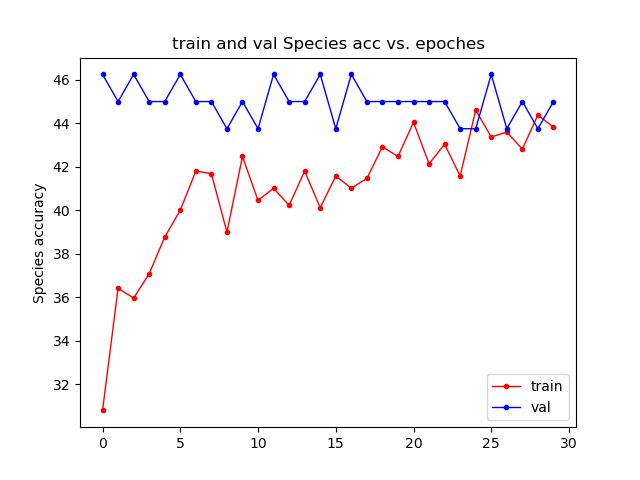 train and val Species acc vs. epoches
Species accuracy
46
44
42
40
38
36
34
32
0 5 10 15 20 25 30
train
val